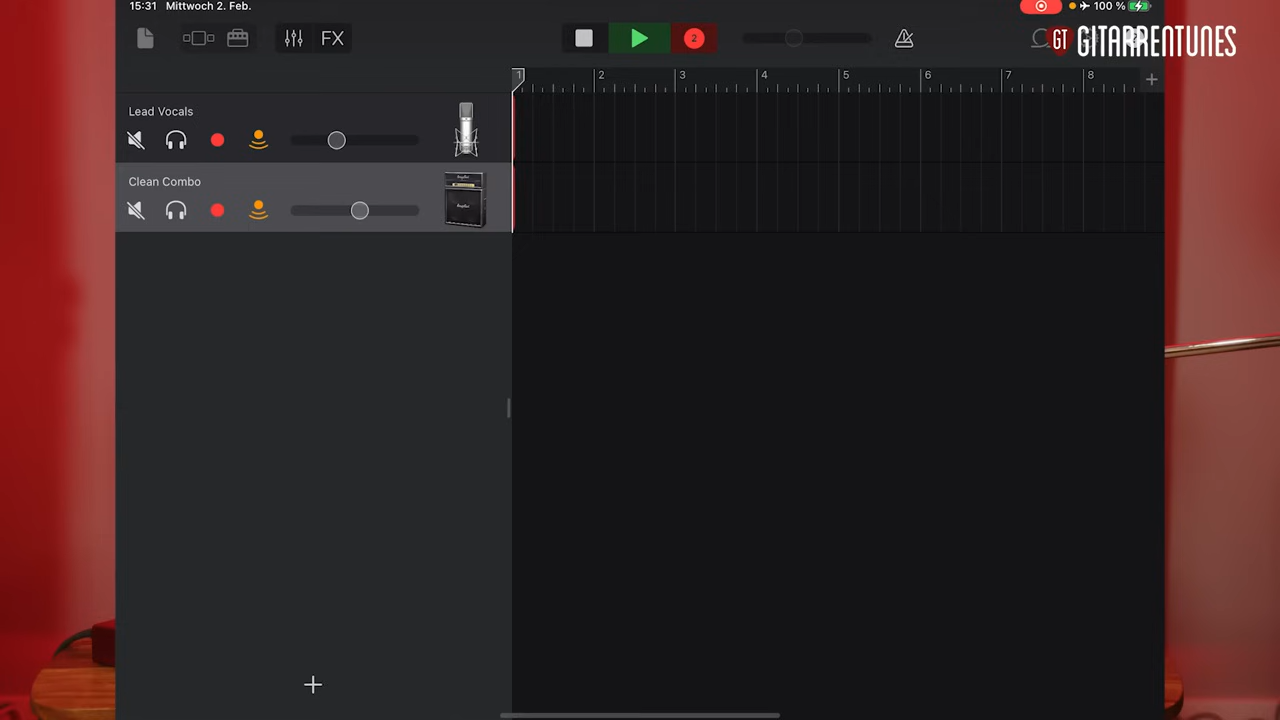 15:31 Mittwoch 2. Feb.
100 %
GT GITARRENTUNES
FX
2
1 2 3 4 5 6 7 8
Lead Vocals
Clean Combo